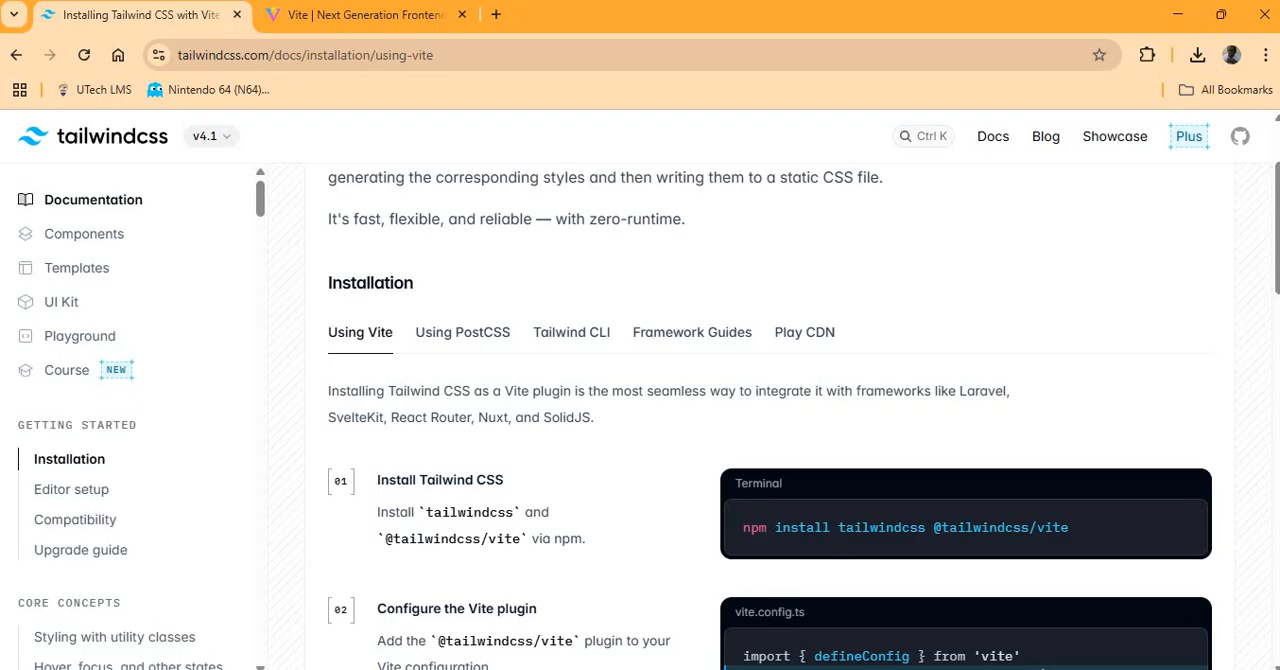 Installing Tailwind CSS with Vite
Vite | Next Generation Frontend
tailwindcss.com/docs/installation/using-vite
UTech LMS
Nintendo 64 (N64)...
All Bookmarks
tailwindcss
v4.1
Ctrl K
Docs
Blog
Showcase
Plus
Documentation
Components
Templates
UI Kit
Playground
Course NEW
GETTING STARTED
Installation
Editor setup
Compatibility
Upgrade guide
CORE CONCEPTS
Styling with utility classes
Hover, focus, and other states
generating the corresponding styles and then writing them to a static CSS file.
It's fast, flexible, and reliable — with zero-runtime.
Installation
Using Vite
Using PostCSS
Tailwind CLI
Framework Guides
Play CDN
Installing Tailwind CSS as a Vite plugin is the most seamless way to integrate it with frameworks like Laravel,
SvelteKit, React Router, Nuxt, and SolidJS.
01
Install Tailwind CSS
Install `tailwindcss` and
`@tailwindcss/vite` via npm.
Terminal
npm install tailwindcss @tailwindcss/vite
02
Configure the Vite plugin
Add the `@tailwindcss/vite` plugin to your
Vite configuration.
vite.config.ts
import { defineConfig } from 'vite'